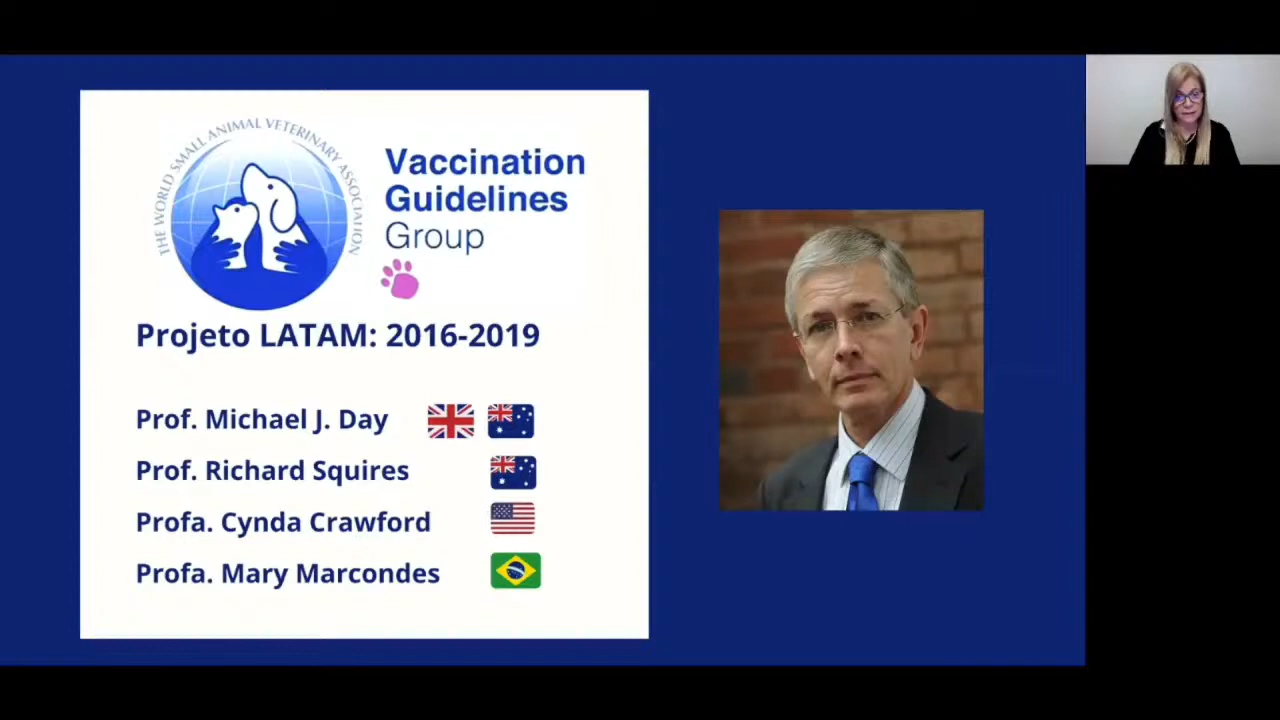 THE WORLD SMALL ANIMAL VETERINARY ASSOCIATION
Vaccination
Guidelines
Group
Projeto LATAM: 2016-2019
Prof. Michael J. Day
Prof. Richard Squires
Profa. Cynda Crawford
Profa. Mary Marcondes